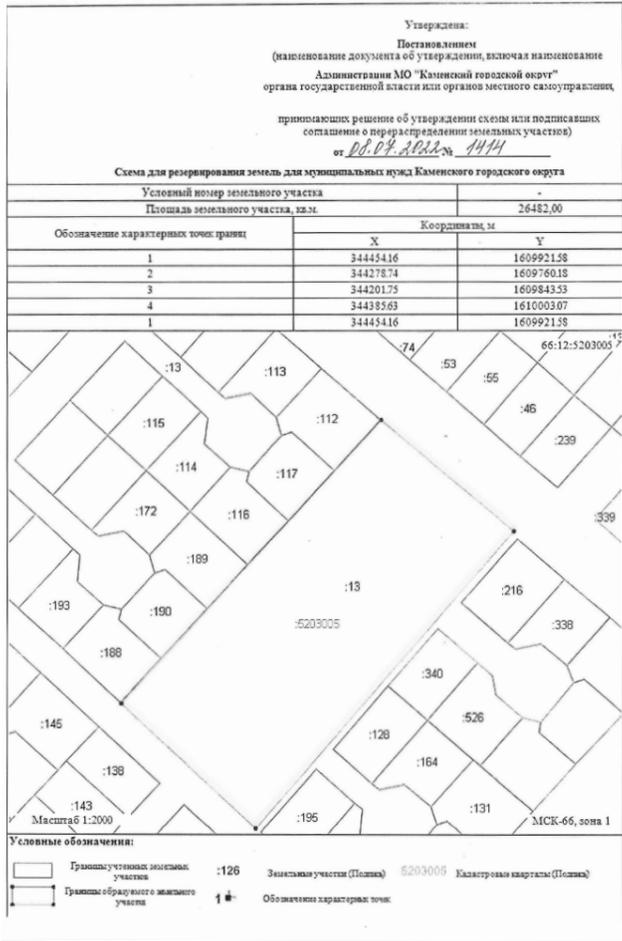 Утверждена:
Постановлением
(наименование документа об утверждении, включая наименование
Администрации МО "Каменский городской округ"
органа государственной власти или органов местного самоуправления,
принимающих решение об утверждении схемы или подписавших
соглашение о перераспределении земельных участков)
от 08.07.2022 № 1414
Схема для резервирования земель для муниципальных нужд Каменского городского округа
Условный номер земельного участка -
Площадь земельного участка, кв.м. 26482,00
Обозначение характерных точек границ Координаты, м
X Y
1 344454.16 1609921.58
2 344278.74 1609760.18
3 344201.75 1609843.53
4 344385.63 1610003.07
1 344454.16 1609921.58
:74
66:12:5203005
:13 :113 :53
:55
:112 :46
:115
:239
:114 :117
:172 :116
:339
:189
:13 :216
:193 :190
:5203005 :338
:188
:340
:145 :526
:128
:138 :164
:143 :195 :131
Масштаб 1:2000 МСК-66, зона 1
Условные обозначения:
Границы учтенных земельных участков :126 Земельные участки (Подпись) 5203005 Кадастровые кварталы (Подпись)
Границы образуемого земельного участка 1 Обозначение характерных точек